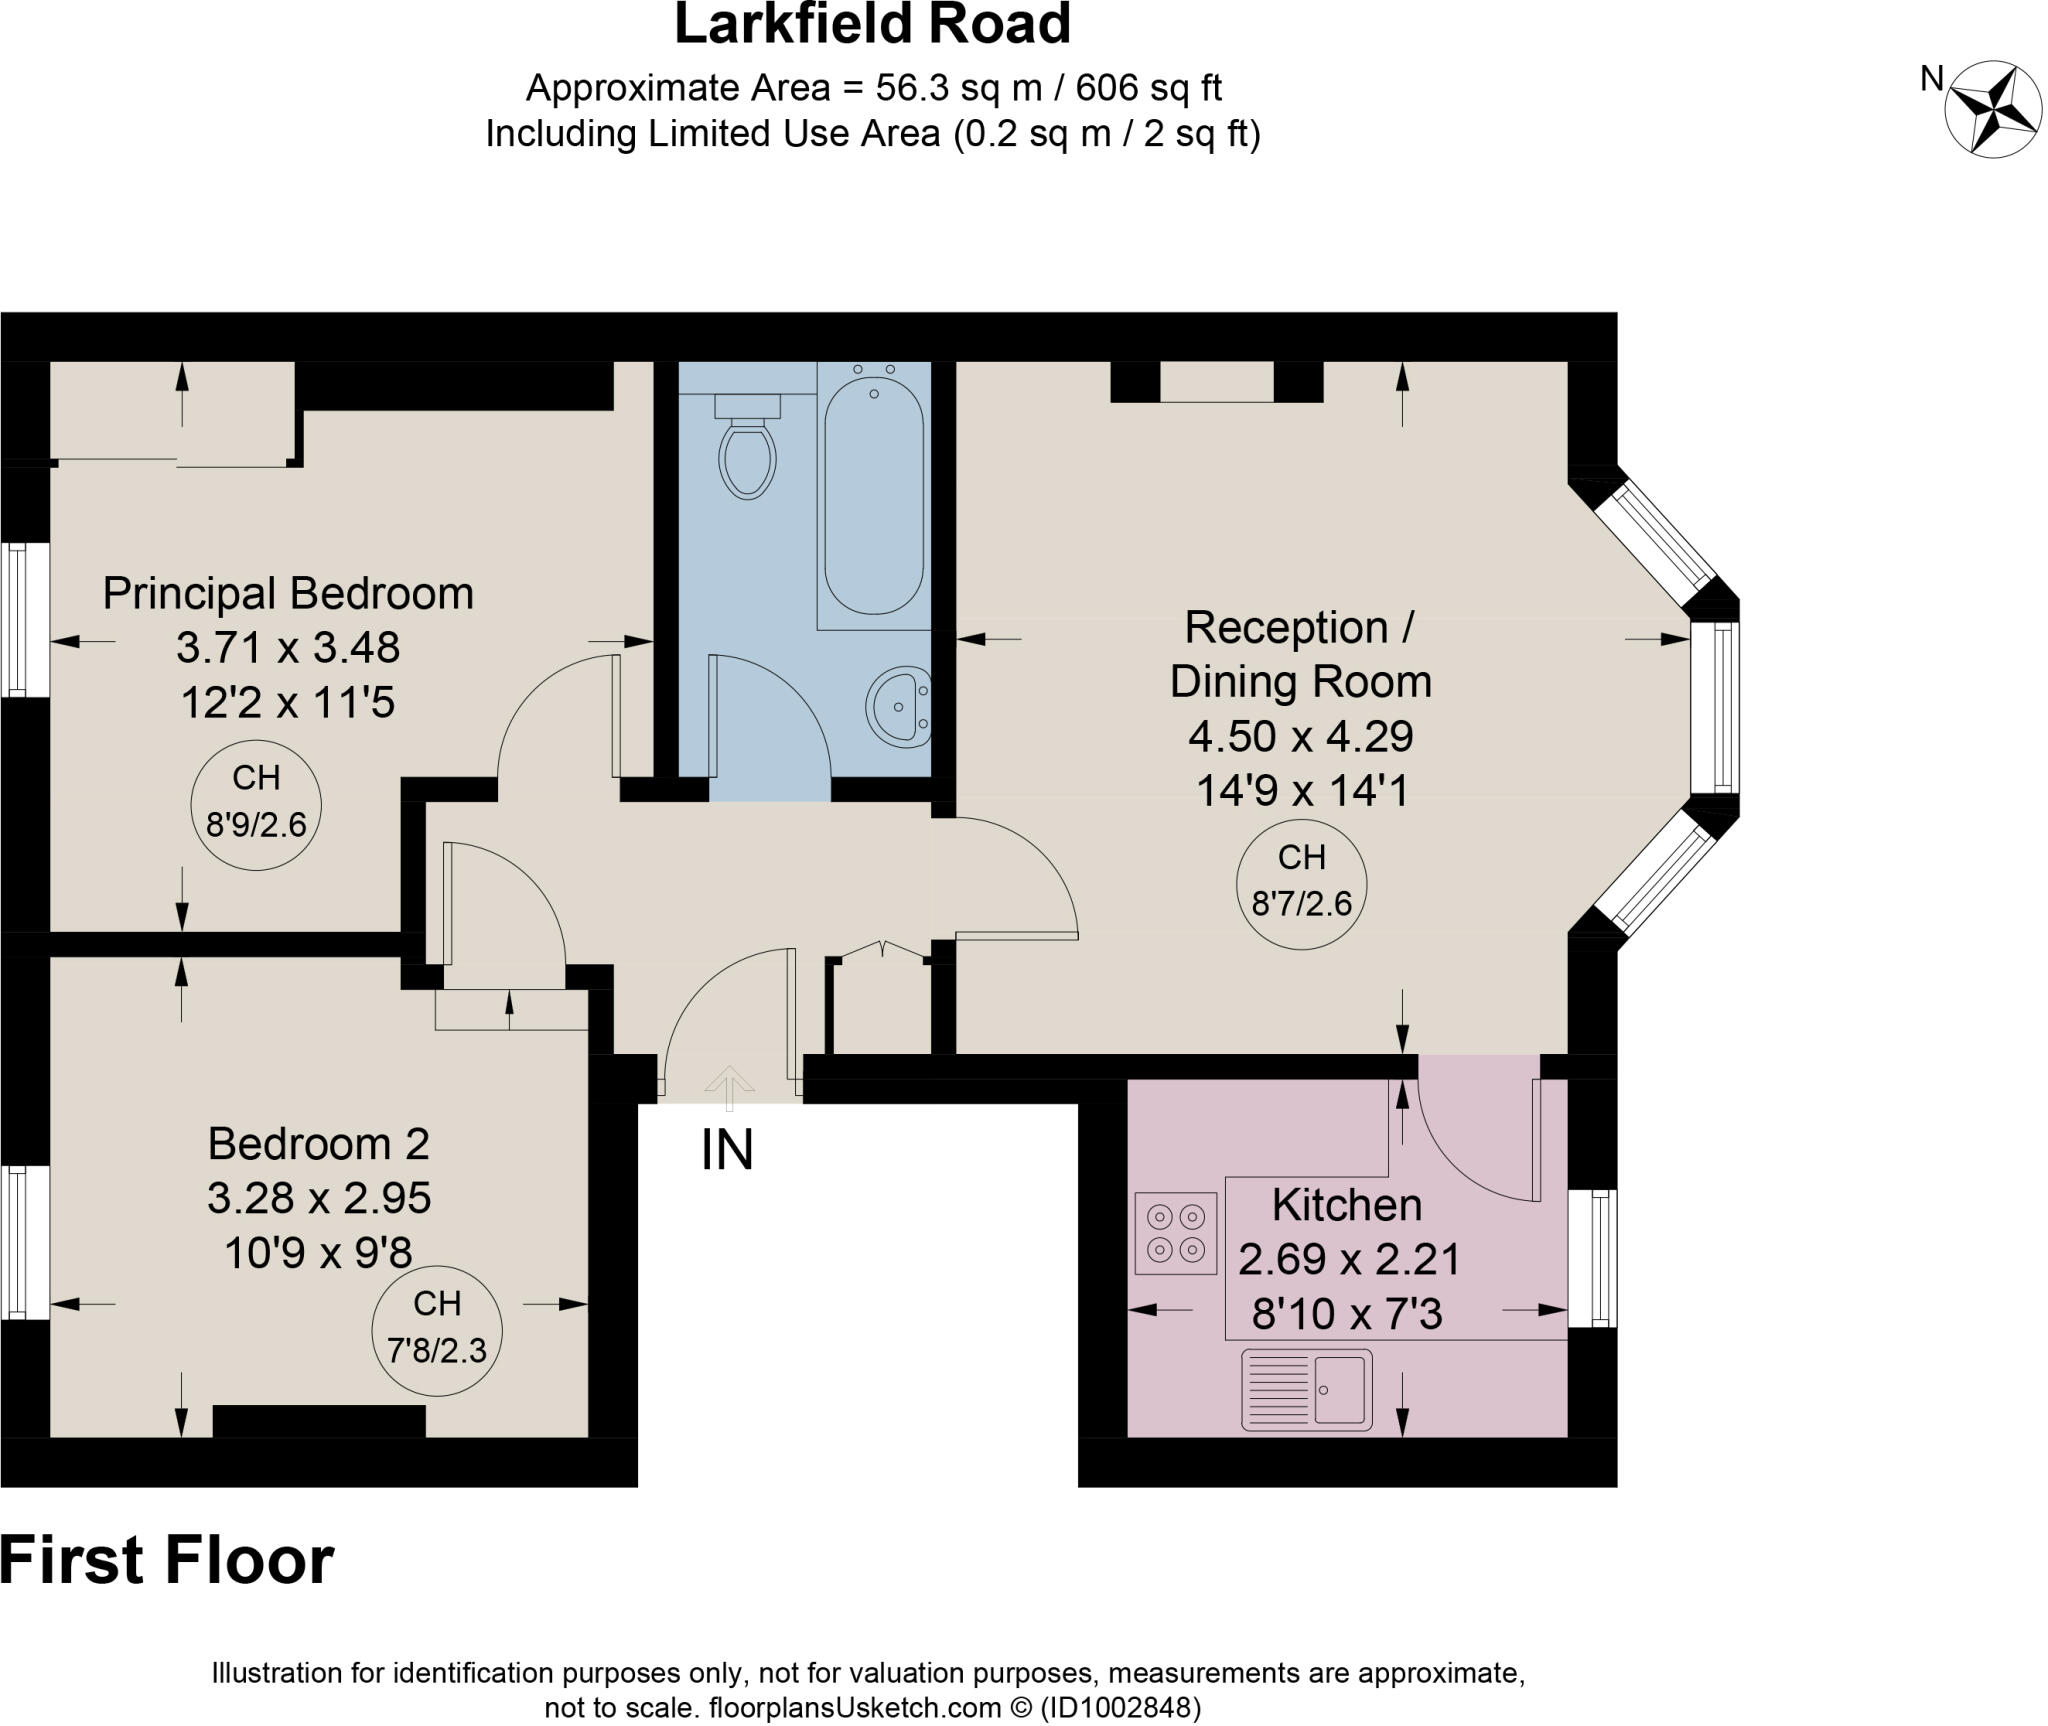 Larkfield Road
Approximate Area = 56.3 sq m / 606 sq ft
Including Limited Use Area (0.2 sq m / 2 sq ft)
N
Principal Bedroom
3.71 x 3.48
12'2 x 11'5
CH
8'9/2.6
Reception /
Dining Room
4.50 x 4.29
14'9 x 14'1
CH
8'7/2.6
Bedroom 2
3.28 x 2.95
10'9 x 9'8
CH
7'8/2.3
IN
Kitchen
2.69 x 2.21
8'10 x 7'3
First Floor
Illustration for identification purposes only, not for valuation purposes, measurements are approximate,
not to scale. floorplansUsketch.com © (ID1002848)